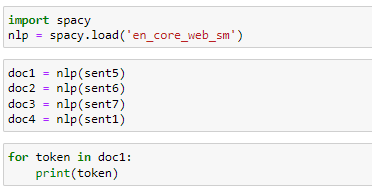 import spacy
nlp = spacy.load('en_core_web_sm')
doc1 = nlp(sent5)
doc2 = nlp(sent6)
doc3 = nlp(sent7)
doc4 = nlp(sent1)
for token in doc1:
    print(token)